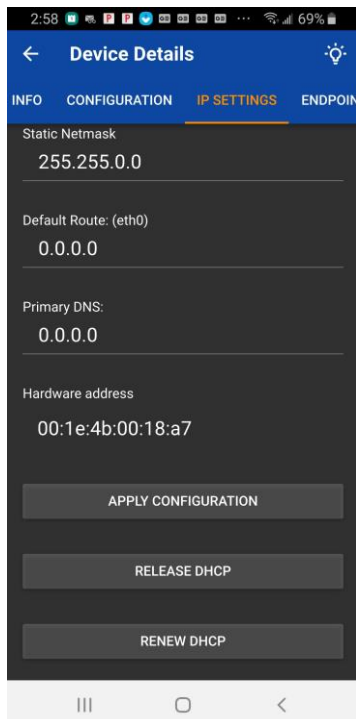 2:58 69%
Device Details
INFO CONFIGURATION IP SETTINGS ENDPOIN
Static Netmask
255.255.0.0
Default Route: (eth0)
0.0.0.0
Primary DNS:
0.0.0.0
Hardware address
00:1e:4b:00:18:a7
APPLY CONFIGURATION
RELEASE DHCP
RENEW DHCP